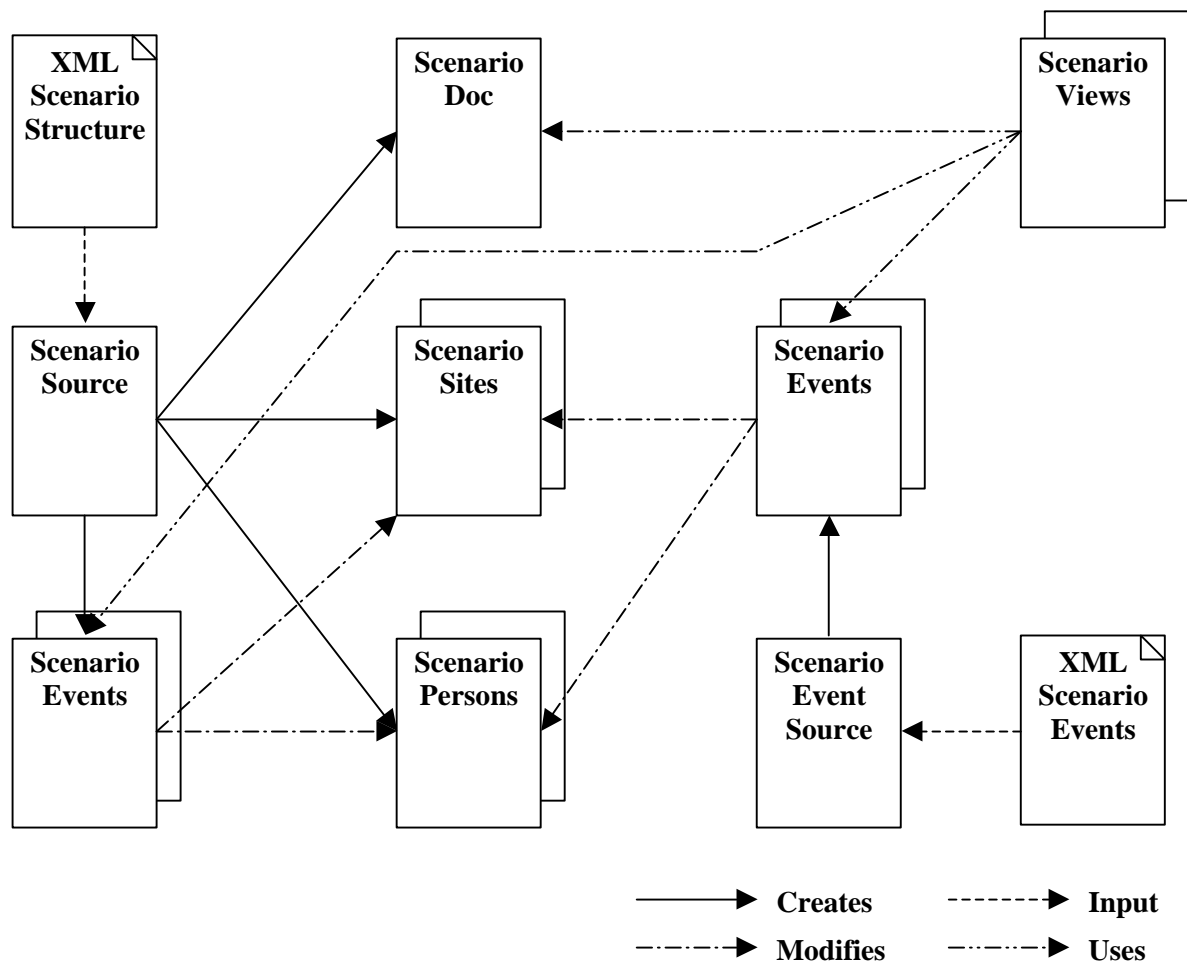 XML
Scenario
Structure
Scenario
Doc
Scenario
Views
Scenario
Source
Scenario
Sites
Scenario
Events
Scenario
Events
Scenario
Persons
Scenario
Event
Source
XML
Scenario
Events
Creates
Input
Modifies
Uses